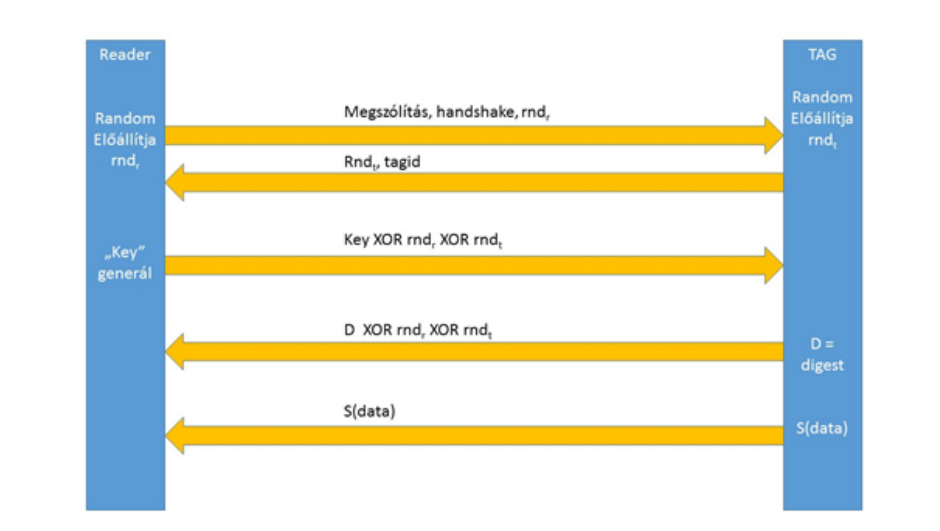 Reader
TAG
Random
Előállítja
rndᵣ
Random
Előállítja
rndₜ
Megszólítás, handshake, rndᵣ
Rndₜ, tagid
„Key”
generál
Key XOR rndᵣ XOR rndₜ
D XOR rndᵣ XOR rndₜ
D =
digest
S(data)
S(data)